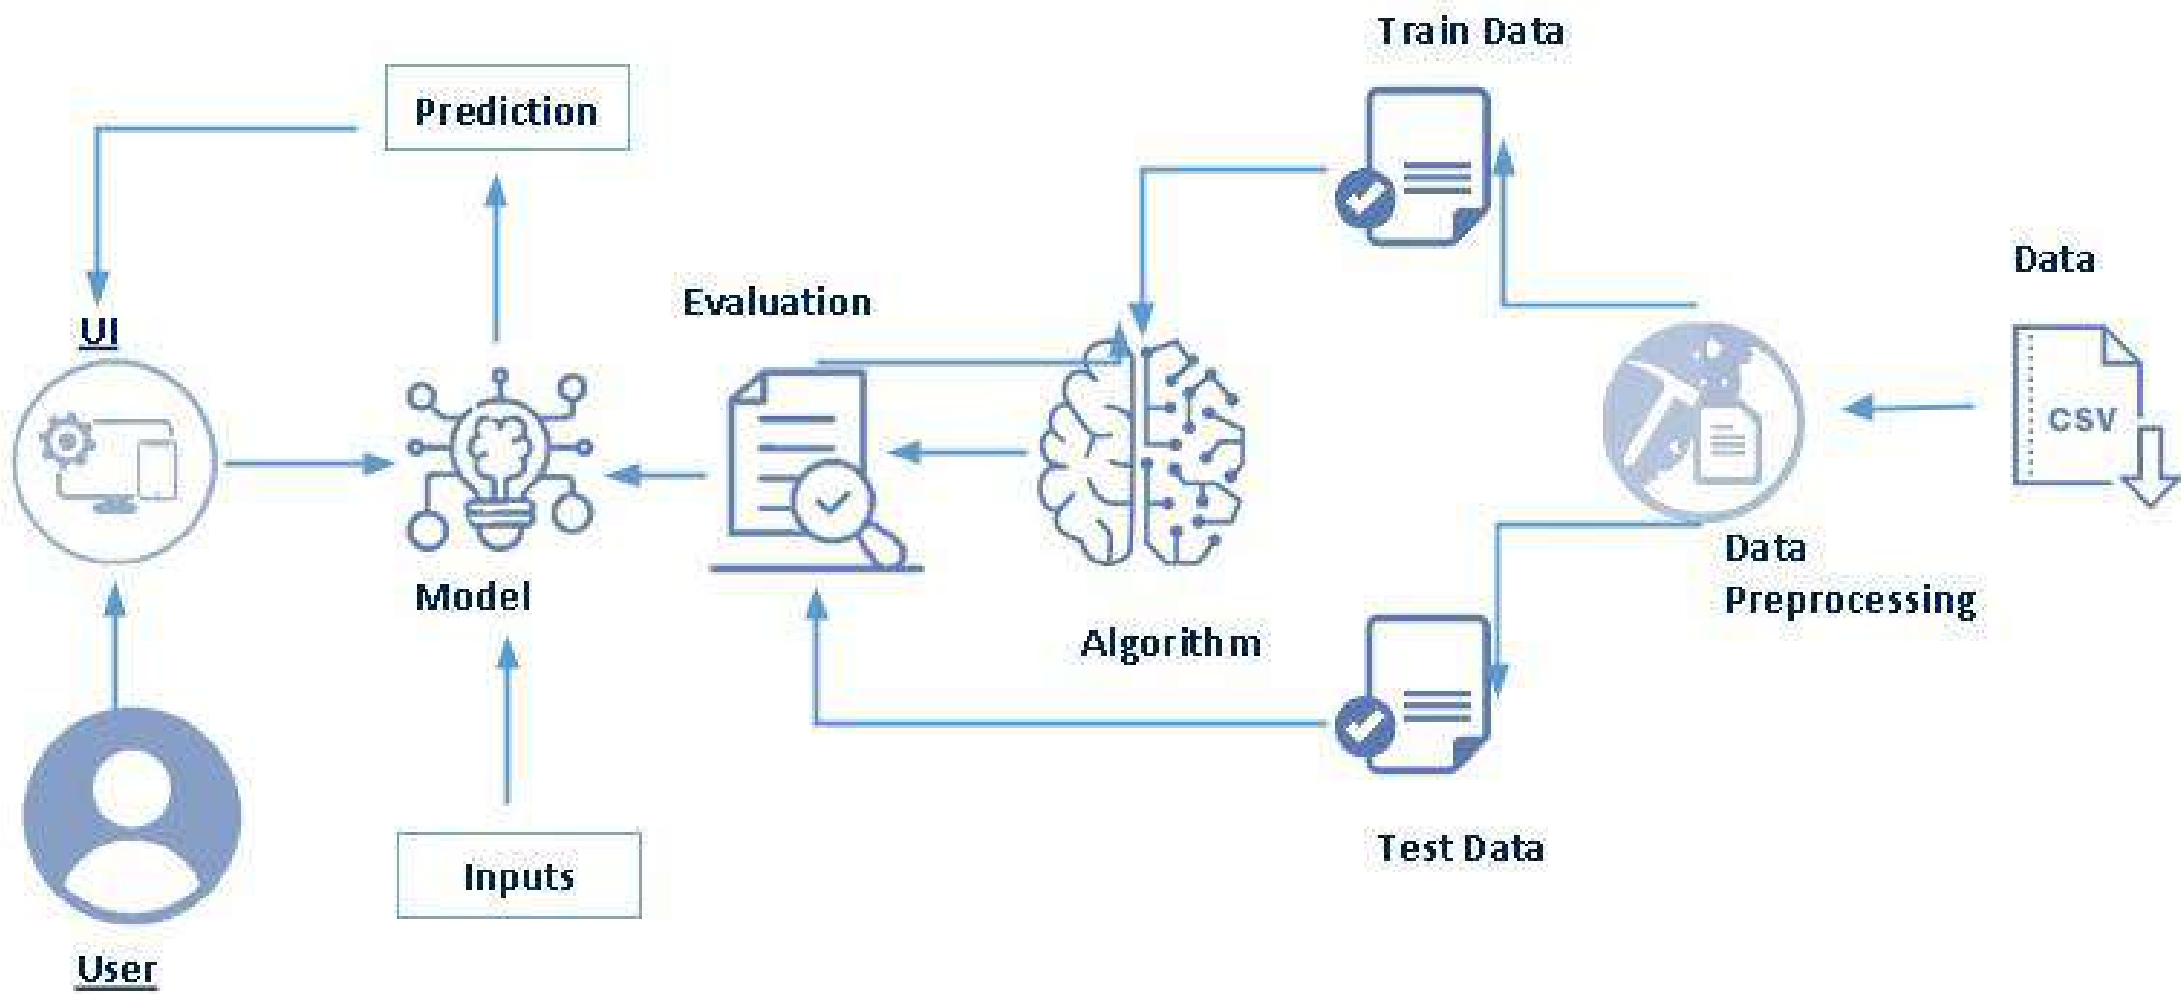 Train Data
Prediction
Data
Evaluation
UI
CSV
Data
Preprocessing
Model
Algorithm
Test Data
Inputs
User